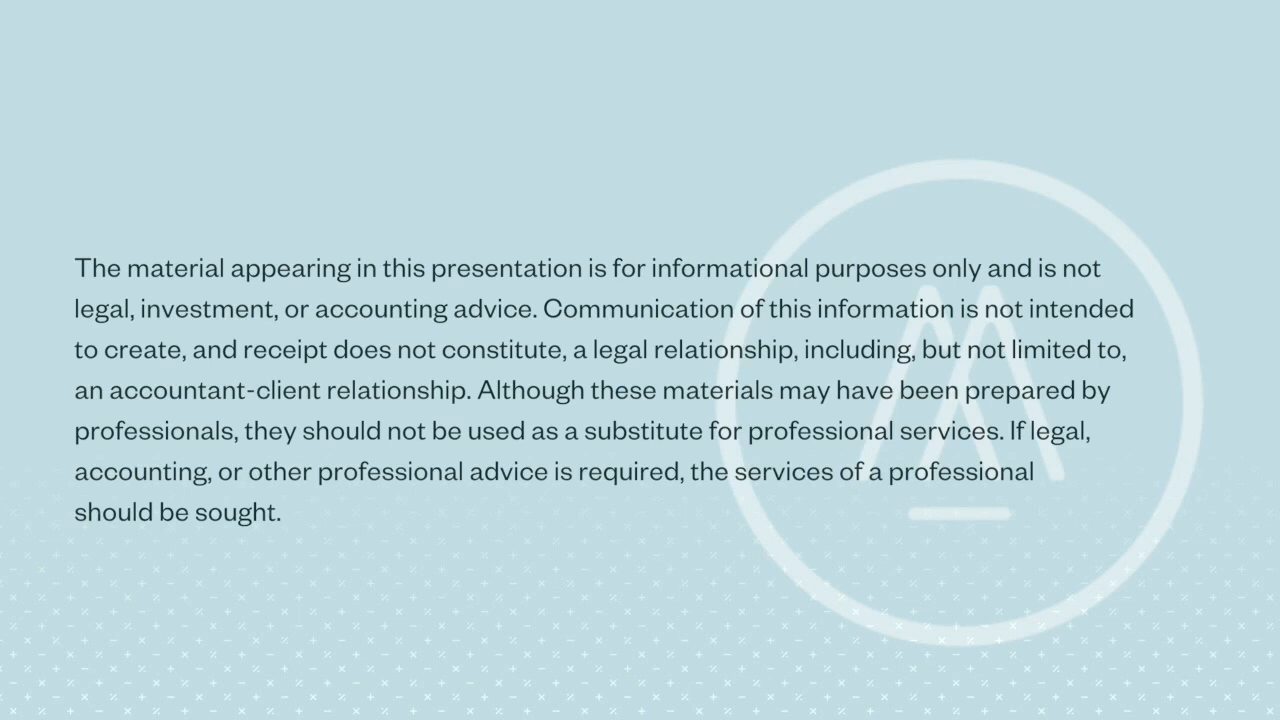 The material appearing in this presentation is for informational purposes only and is not
legal, investment, or accounting advice. Communication of this information is not intended
to create, and receipt does not constitute, a legal relationship, including, but not limited to,
an accountant-client relationship. Although these materials may have been prepared by
professionals, they should not be used as a substitute for professional services. If legal,
accounting, or other professional advice is required, the services of a professional
should be sought.